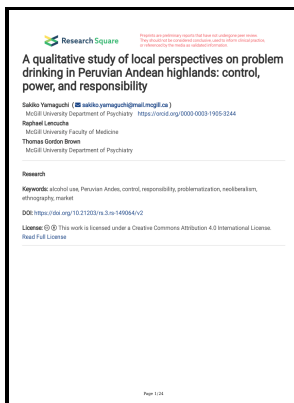 Research Square
Preprints are preliminary reports that have not undergone peer review.
They should not be considered conclusive, used to inform clinical practice,
or referenced by the media as validated information.
A qualitative study of local perspectives on problem
drinking in Peruvian Andean highlands: control,
power, and responsibility
Sakiko Yamaguchi ( sakiko.yamaguchi@mail.mcgill.ca )
McGill University Department of Psychiatry https://orcid.org/0000-0003-1905-3244
Raphael Lencucha
McGill University Faculty of Medicine
Thomas Gordon Brown
McGill University Department of Psychiatry
Research
Keywords: alcohol use, Peruvian Andes, control, responsibility, problematization, neoliberalism,
ethnography, market
DOI: https://doi.org/10.21203/rs.3.rs-149064/v2
License: This work is licensed under a Creative Commons Attribution 4.0 International License.
Read Full License
Page 1/24